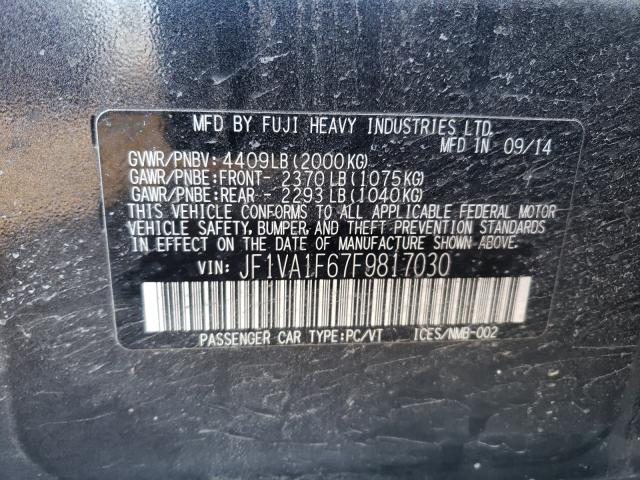 MFD BY FUJI HEAVY INDUSTRIES LTD.
MFD IN 09/14
GVWR/PNBV: 4409LB(2000KG)
GAWR/PNBE:FRONT- 2370LB(1075KG)
GAWR/PNBE:REAR - 2293LB(1040KG)
THIS VEHICLE CONFORMS TO ALL APPLICABLE FEDERAL MOTOR
VEHICLE SAFETY, BUMPER, AND THEFT PREVENTION STANDARDS
IN EFFECT ON THE DATE OF MANUFACTURE SHOWN ABOVE.
VIN: JF1VA1F67F9817030
PASSENGER CAR TYPE:PC/VT ICES/NMB-002